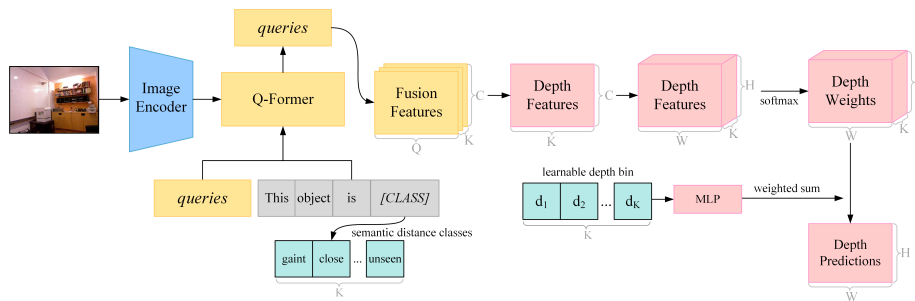 queries
Image
Encoder
Q-Former
Fusion
Features
C
Q
K
Depth
Features
C
K
Depth
Features
H
W
K
softmax
Depth
Weights
W
K
queries
This object is [CLASS]
semantic distance classes
gaint close ... unseen
K
learnable depth bin
d1 d2 ... dK
K
MLP
weighted sum
Depth
Predictions
H
W